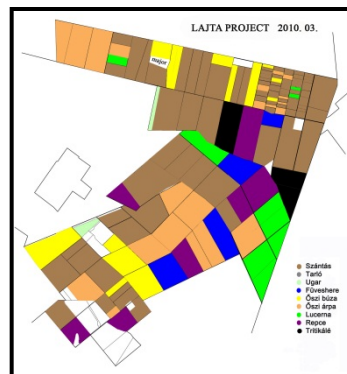 LAJTA PROJECT 2010. 03.
major
Szántás
Tarló
Ugar
Füveshere
Őszi búza
Őszi árpa
Lucerna
Repce
Tritikálé